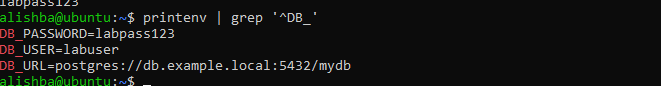 labpass123
alishba@ubuntu:~$ printenv | grep '^DB_'
DB_PASSWORD=labpass123
DB_USER=labuser
DB_URL=postgres://db.example.local:5432/mydb
alishba@ubuntu:~$ _